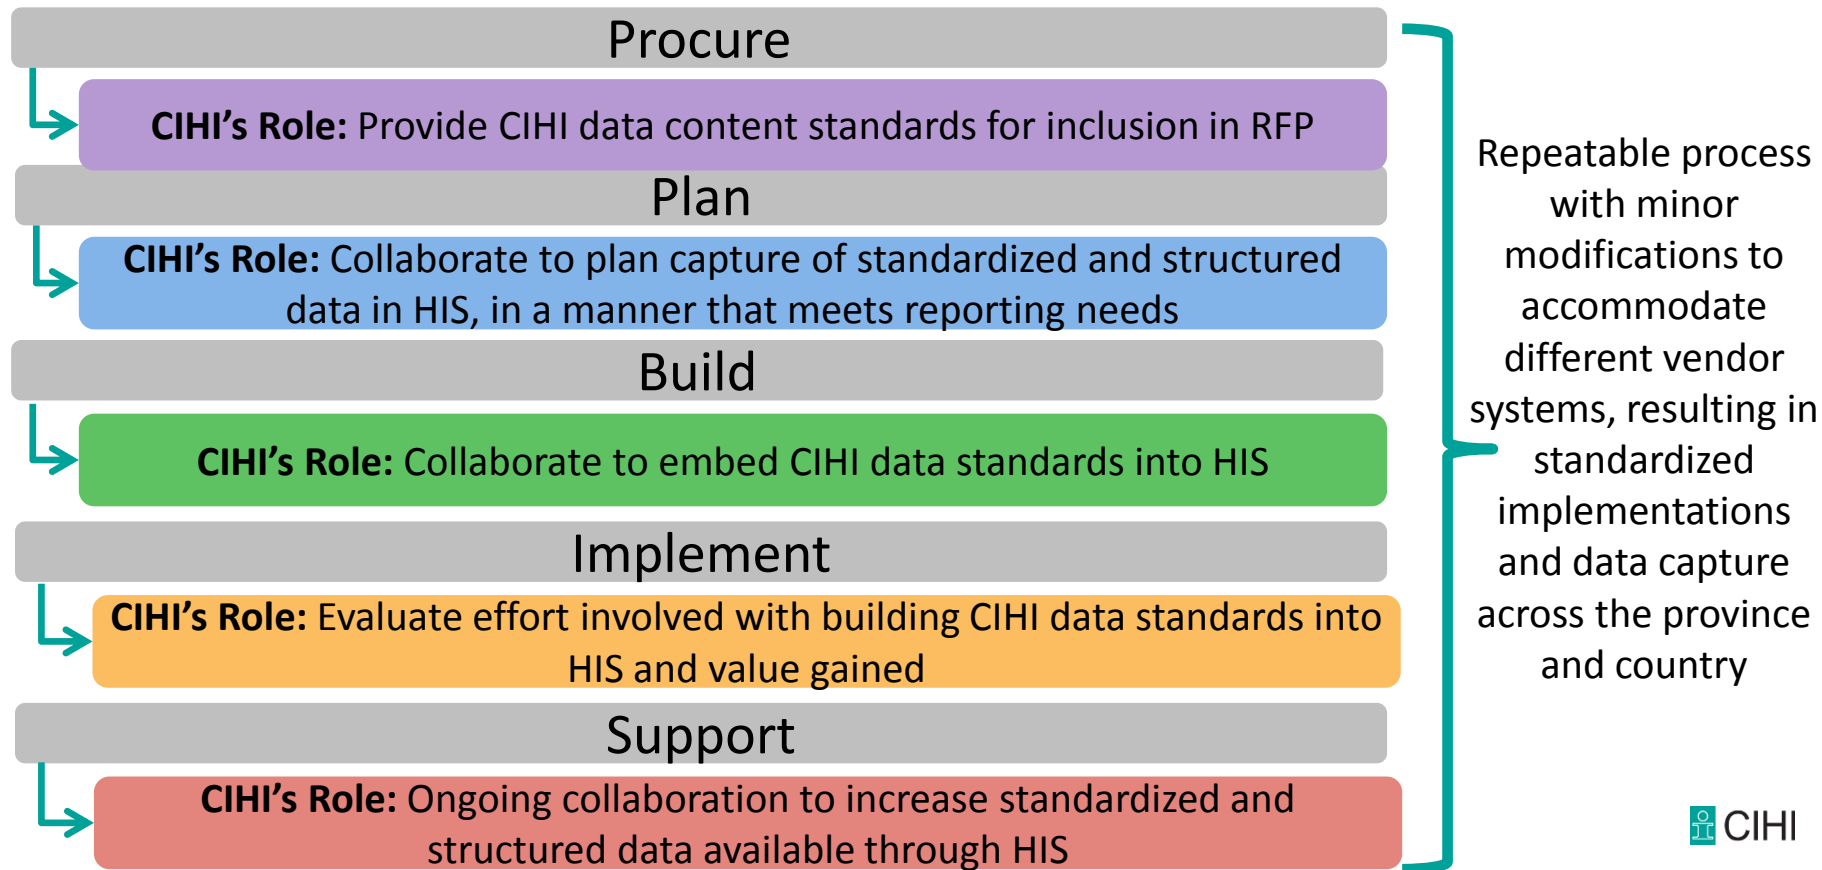 Procure
CIHI's Role: Provide CIHI data content standards for inclusion in RFP
Plan
CIHI's Role: Collaborate to plan capture of standardized and structured
data in HIS, in a manner that meets reporting needs
Build
CIHI's Role: Collaborate to embed CIHI data standards into HIS
Implement
CIHI's Role: Evaluate effort involved with building CIHI data standards into
HIS and value gained
Support
CIHI's Role: Ongoing collaboration to increase standardized and
structured data available through HIS
Repeatable process
with minor
modifications to
accommodate
different vendor
systems, resulting in
standardized
implementations
and data capture
across the province
and country
CIHI